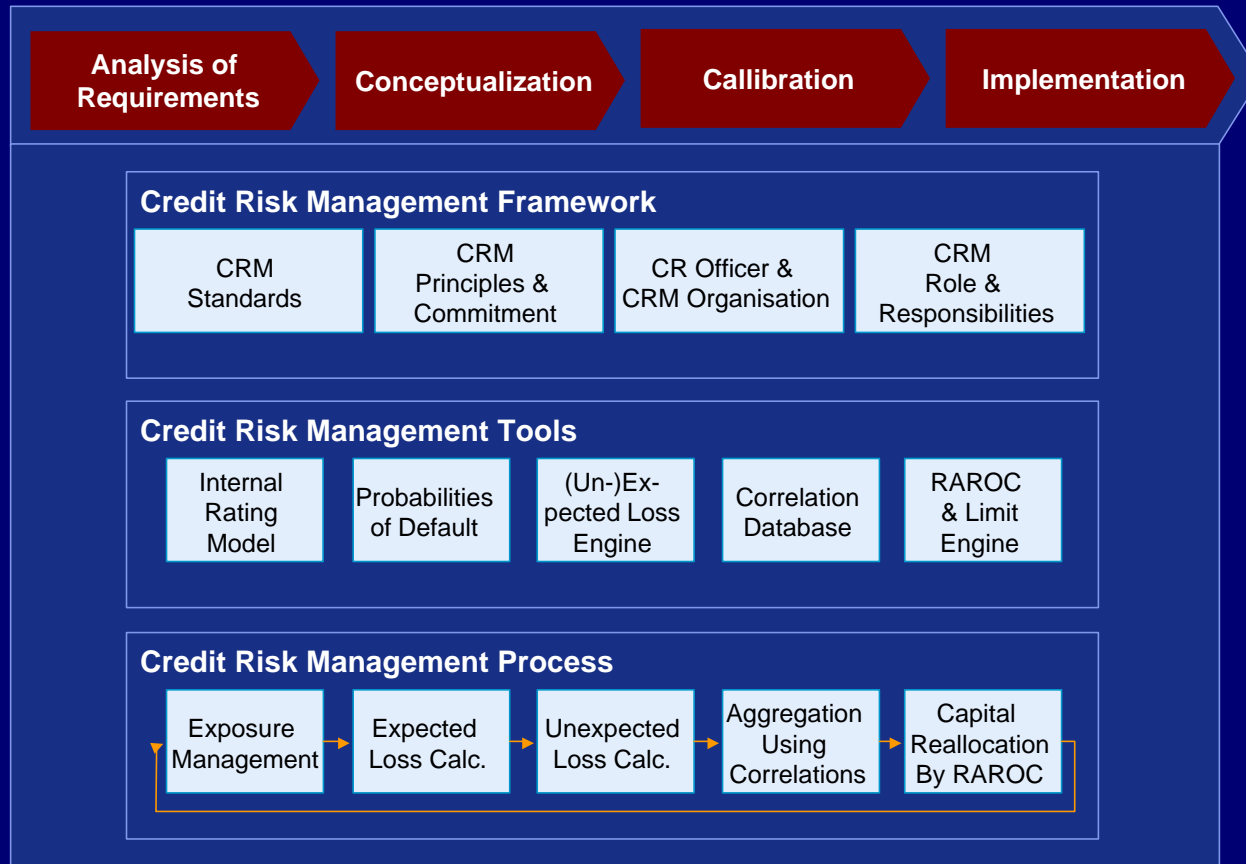 Analysis of
Requirements
Conceptualization
Callibration
Implementation
Credit Risk Management Framework
CRM
Standards
CRM
Principles &
Commitment
CR Officer &
CRM Organisation
CRM
Role &
Responsibilities
Credit Risk Management Tools
Internal
Rating
Model
Probabilities
of Default
(Un-)Ex-
pected Loss
Engine
Correlation
Database
RAROC
& Limit
Engine
Credit Risk Management Process
Exposure
Management
Expected
Loss Calc.
Unexpected
Loss Calc.
Aggregation
Using
Correlations
Capital
Reallocation
By RAROC